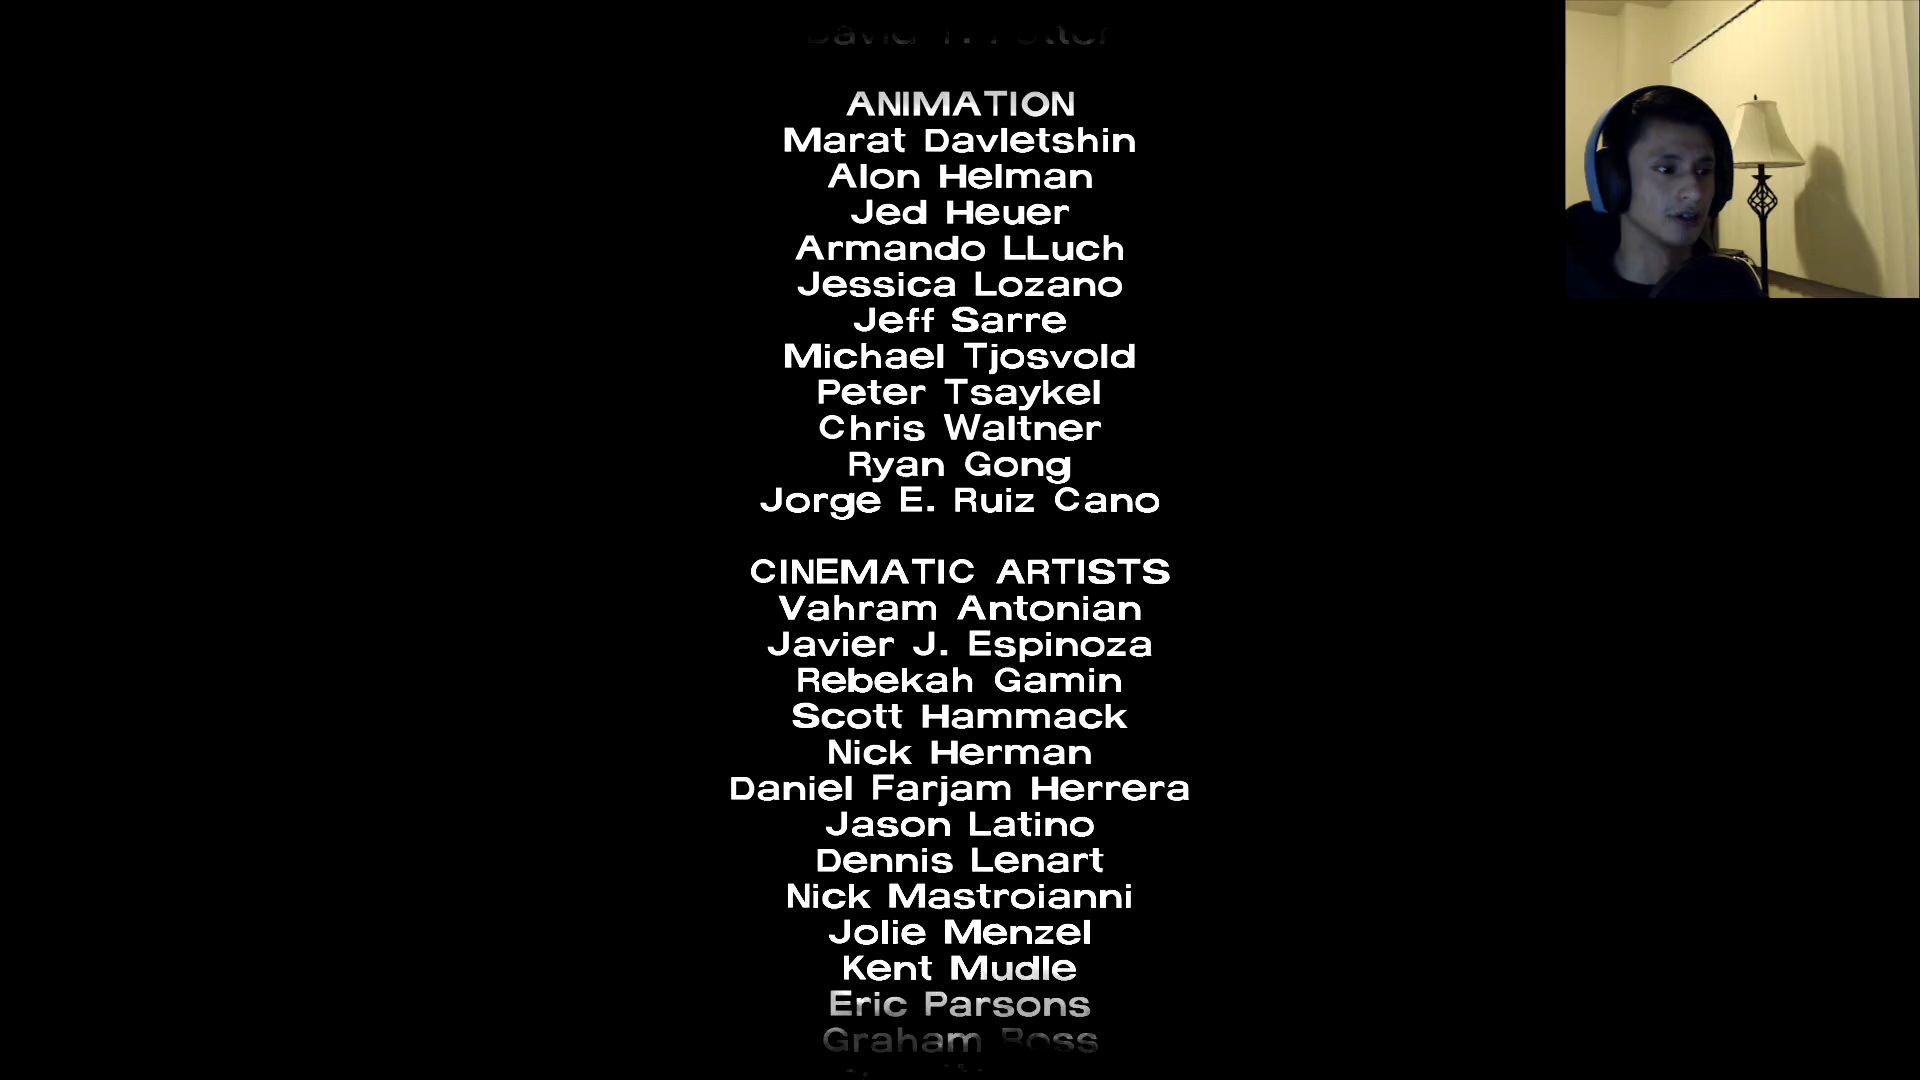 ANIMATION
Marat Davletshin
Alon Helman
Jed Heuer
Armando LLuch
Jessica Lozano
Jeff Sarre
Michael Tjosvold
Peter Tsaykel
Chris Waltner
Ryan Gong
Jorge E. Ruiz Cano
CINEMATIC ARTISTS
Vahram Antonian
Javier J. Espinoza
Rebekah Gamin
Scott Hammack
Nick Herman
Daniel Farjam Herrera
Jason Latino
Dennis Lenart
Nick Mastroianni
Jolie Menzel
Kent Mudle
Eric Parsons
Graham Ross